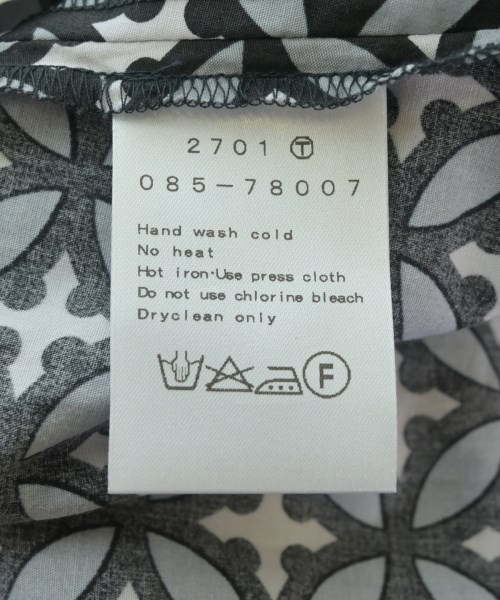 2701 Ⓣ
085-78007
Hand wash cold
No heat
Hot iron·Use press cloth
Do not use chlorine bleach
Dryclean only
F